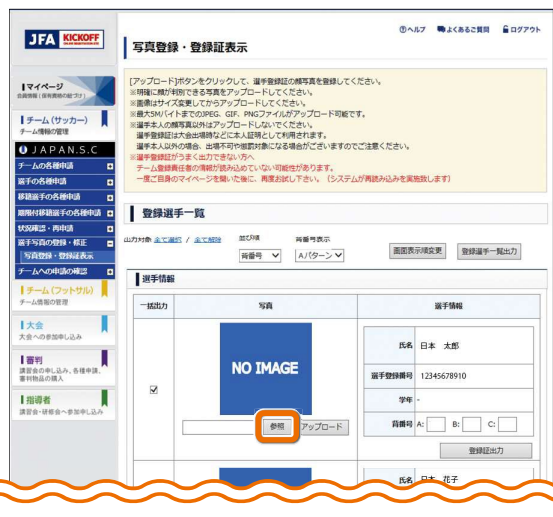 JFA KICKOFF
ヘルプ よくあるご質問 ログアウト
写真登録・登録証表示
マイページ
チーム（サッカー）
チーム情報の管理
JAPAN.S.C
チームの各種申請
選手の各種申請
移籍選手の各種申請
期限付移籍選手の各種申請
状況確認・再申請
選手写真の登録・修正
写真登録・登録証表示
チームへの申請の確認
チーム（フットサル）
チーム情報の管理
大会
大会への参加申し込み
審判
講習会の申し込み、各種申請、
審判物品の購入
指導者
講習会・研修会へ参加申し込み
[アップロード]ボタンをクリックして、選手登録証の顔写真を登録してください。
※明確に顔が判別できる写真をアップロードしてください。
※画像はサイズ変更してからアップロードしてください。
※最大5MバイトまでのJPEG、GIF、PNGファイルがアップロード可能です。
※選手本人の顔写真以外はアップロードしないでください。
選手登録証は大会出場時などに本人証明として利用されます。
選手本人以外の場合、出場不可や懲罰対象になる場合がございますのでご注意ください。
※選手登録証がうまく出力できない方へ
チーム登録責任者の情報が読み込めていない可能性があります。
一度ご自身のマイページを開いた後に、再度お試し下さい。（システムが再読み込みを実施致します）
登録選手一覧
出力対象 全て選択 / 全て解除
並び順
背番号
背番号表示
Aパターン
画面表示順変更
登録選手一覧出力
選手情報
一括出力 写真 選手情報
NO IMAGE
参照 アップロード
氏名 日本 太郎
選手登録番号 12345678910
学年 -
背番号 A: B: C:
登録証出力
氏名 日本 花子